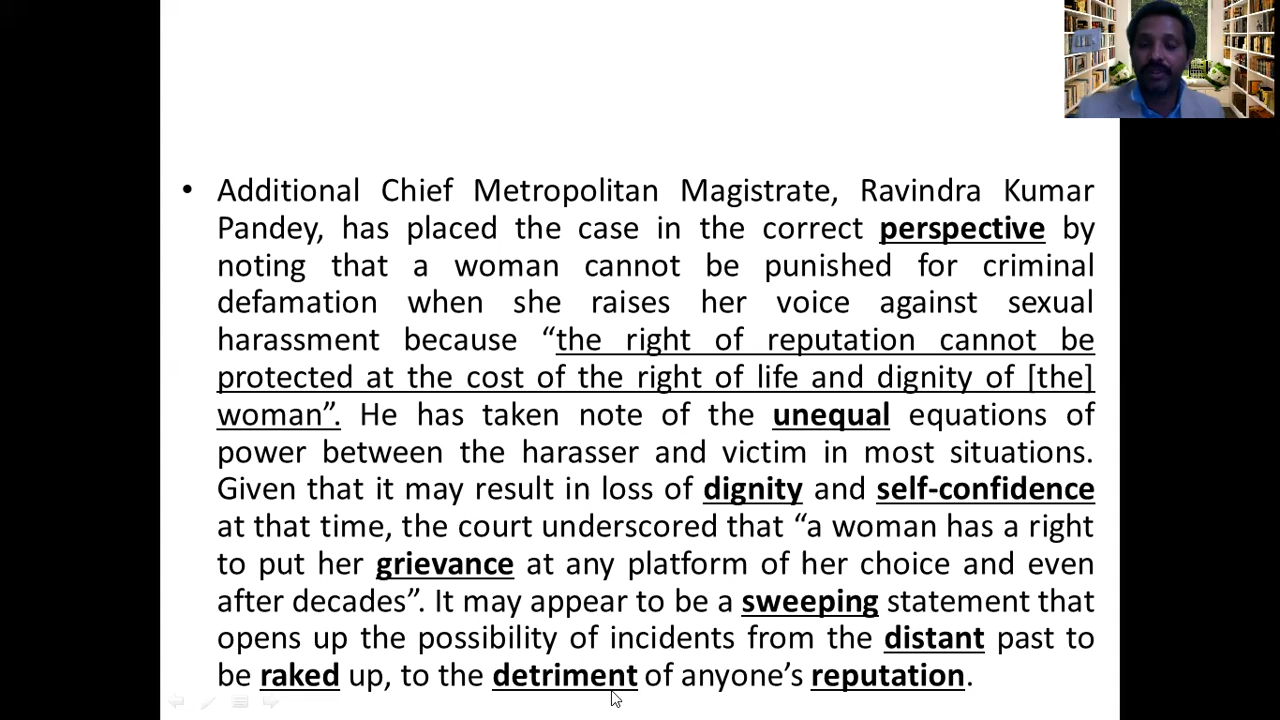 • Additional Chief Metropolitan Magistrate, Ravindra Kumar
Pandey, has placed the case in the correct perspective by
noting that a woman cannot be punished for criminal
defamation when she raises her voice against sexual
harassment because “the right of reputation cannot be
protected at the cost of the right of life and dignity of [the]
woman”. He has taken note of the unequal equations of
power between the harasser and victim in most situations.
Given that it may result in loss of dignity and self-confidence
at that time, the court underscored that “a woman has a right
to put her grievance at any platform of her choice and even
after decades”. It may appear to be a sweeping statement that
opens up the possibility of incidents from the distant past to
be raked up, to the detriment of anyone’s reputation.